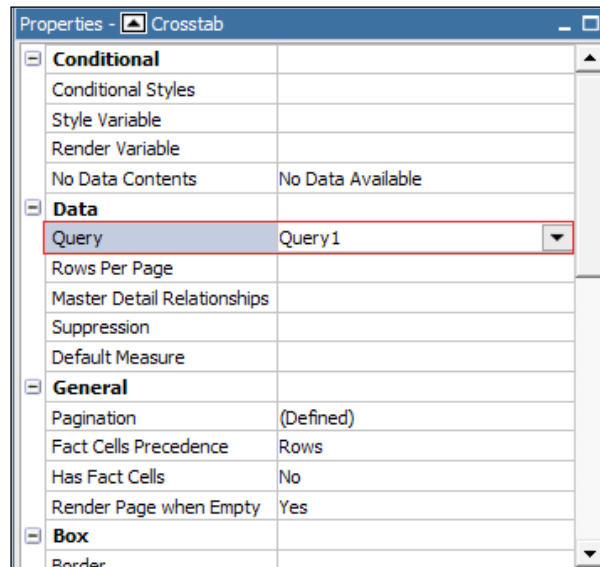 Properties - Crosstab
Conditional
Conditional Styles
Style Variable
Render Variable
No Data Contents No Data Available
Data
Query Query1
Rows Per Page
Master Detail Relationships
Suppression
Default Measure
General
Pagination (Defined)
Fact Cells Precedence Rows
Has Fact Cells No
Render Page when Empty Yes
Box
Border